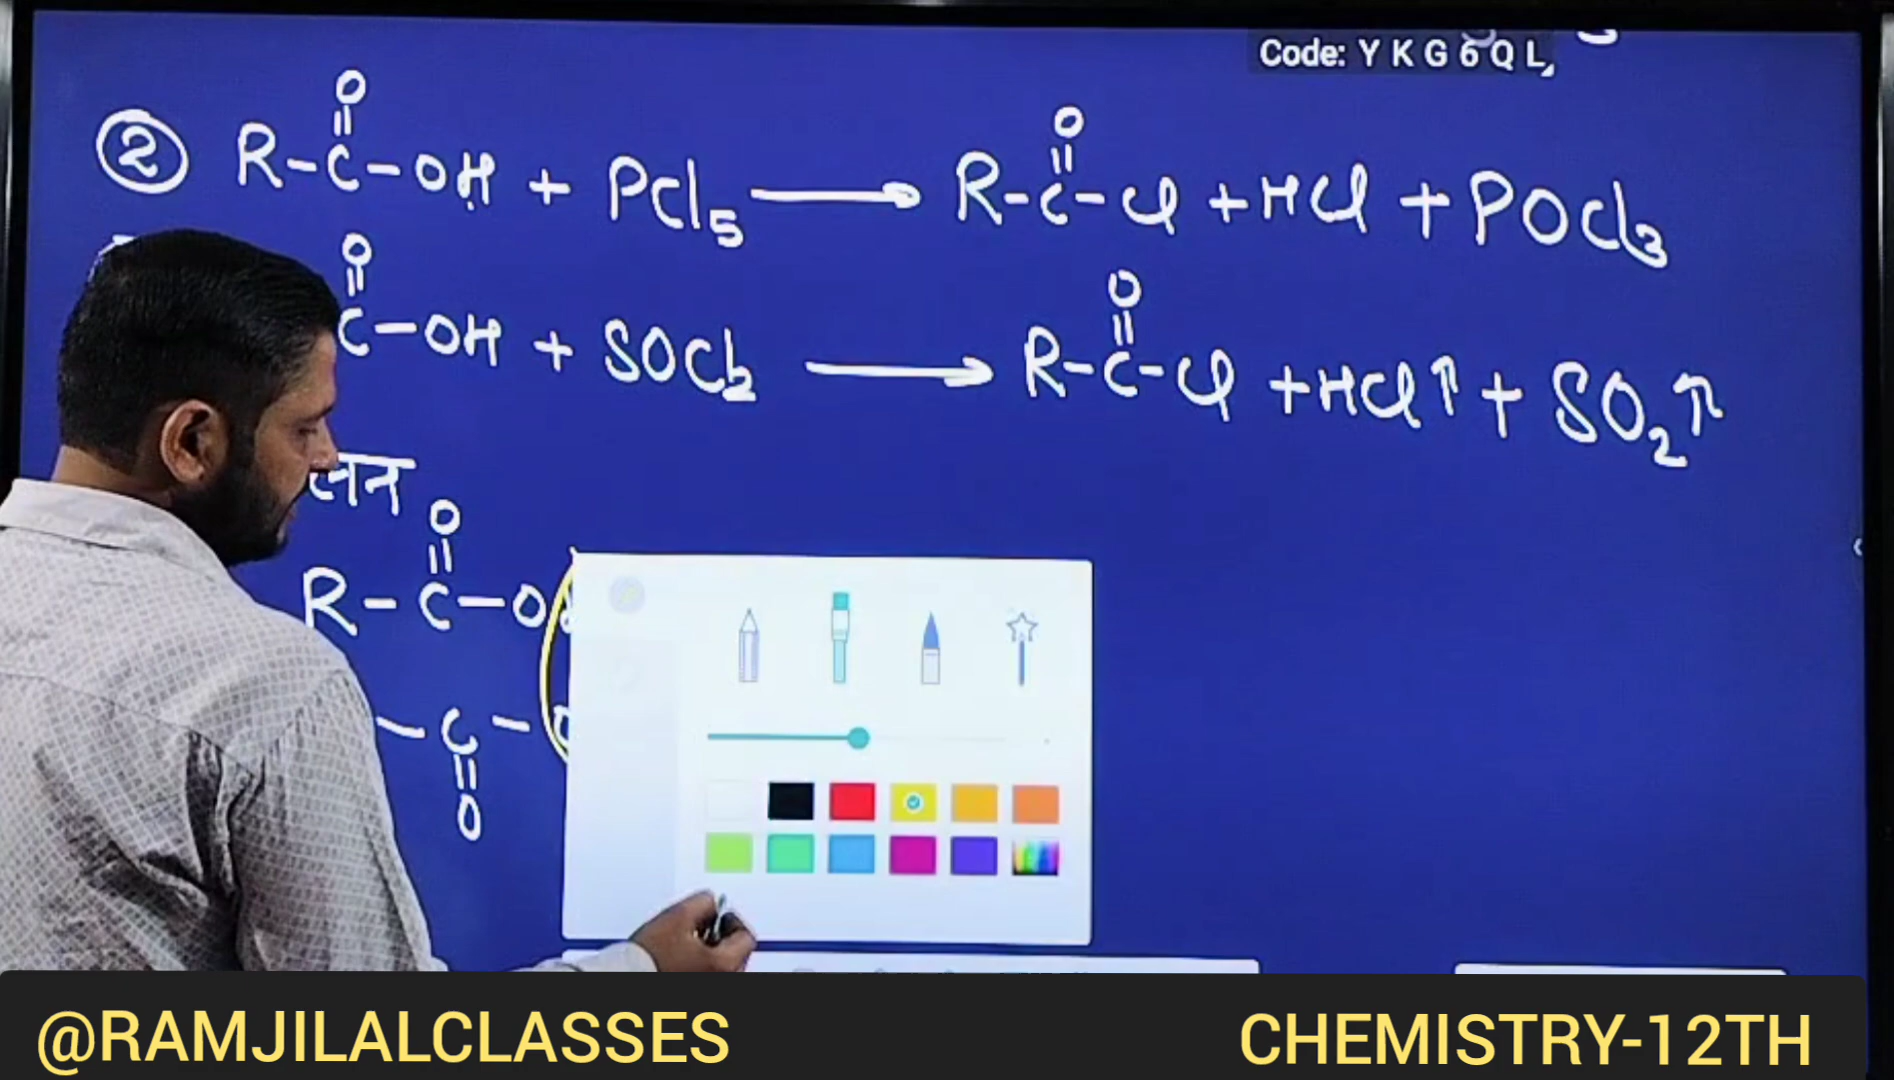 Code: Y K G 6 Q L
O
O
② R-C-OH + PCl5 → R-C-Cl + HCl + POCl3
O
O
C-OH + SOCl2 → R-C-Cl + HCl↑ + SO2↑
लन
O
R-C-O
-C-
O
@RAMJILALCLASSES
CHEMISTRY-12TH